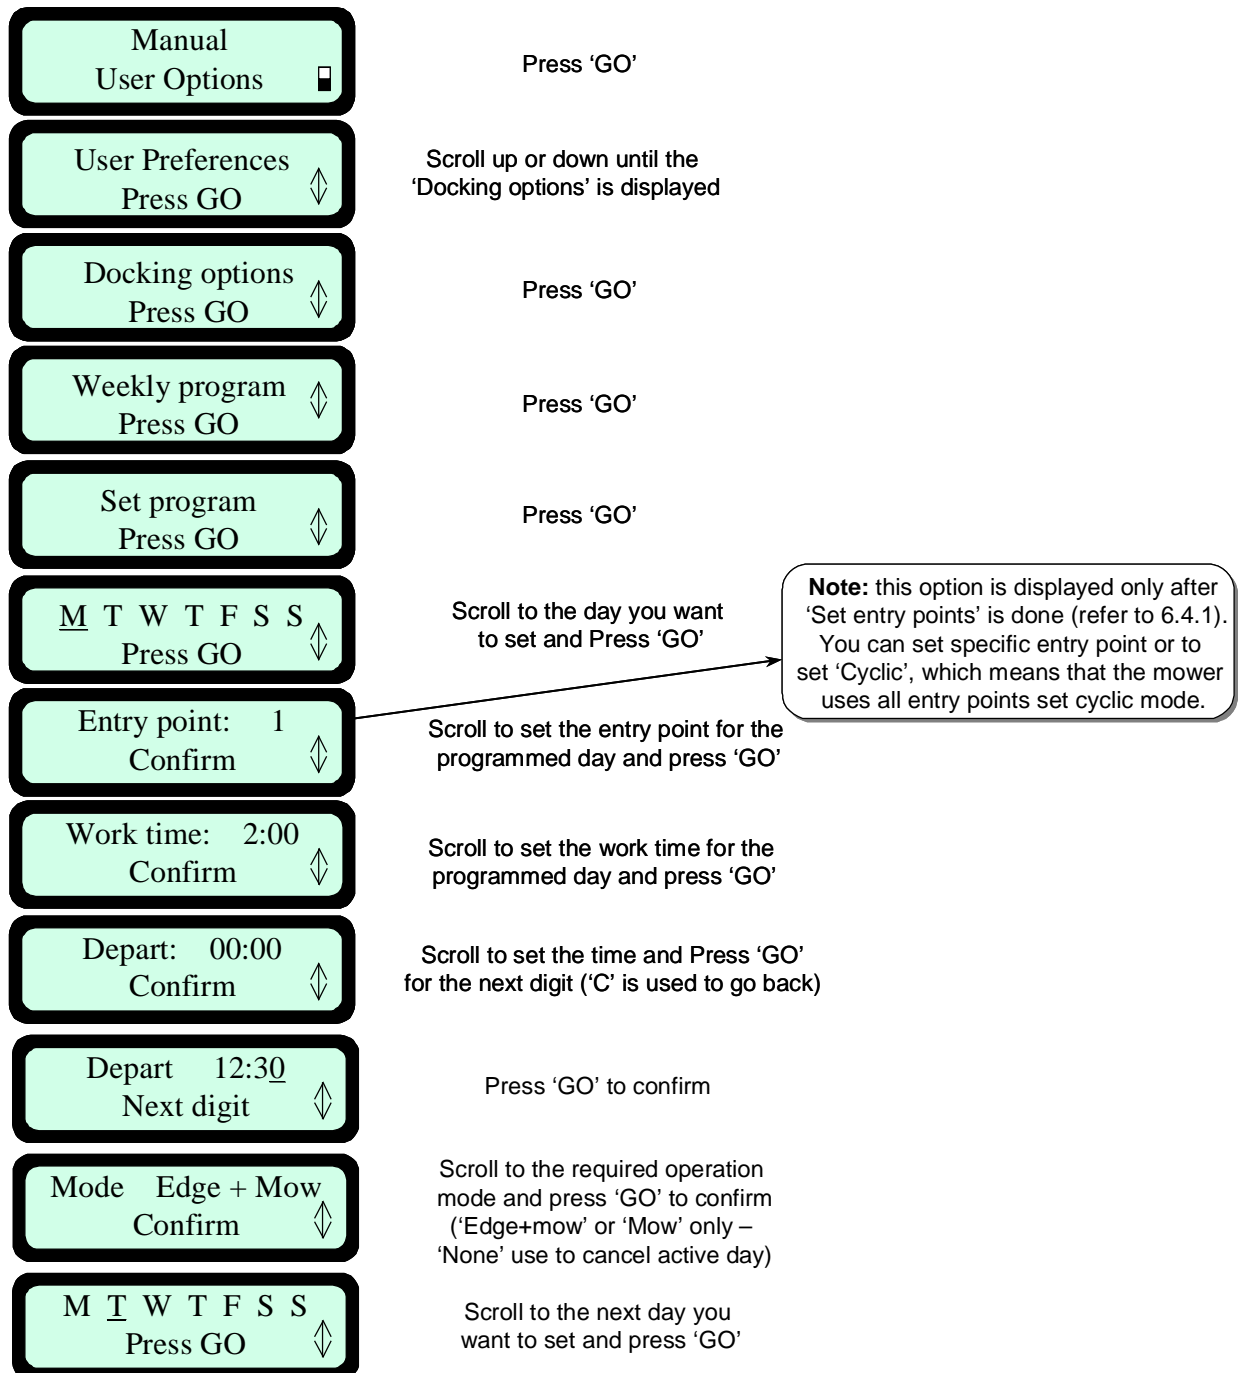 Manual
User Options
Press ‘GO’
User Preferences
Press GO
Scroll up or down until the
‘Docking options’ is displayed
Docking options
Press GO
Press ‘GO’
Weekly program
Press GO
Press ‘GO’
Set program
Press GO
Press ‘GO’
M T W T F S S
Press GO
Scroll to the day you want
to set and Press ‘GO’
Note: this option is displayed only after
‘Set entry points’ is done (refer to 6.4.1).
You can set specific entry point or to
set ‘Cyclic’, which means that the mower
uses all entry points set cyclic mode.
Entry point: 1
Confirm
Scroll to set the entry point for the
programmed day and press ‘GO’
Work time: 2:00
Confirm
Scroll to set the work time for the
programmed day and press ‘GO’
Depart: 00:00
Confirm
Scroll to set the time and Press ‘GO’
for the next digit (‘C’ is used to go back)
Depart 12:30
Next digit
Press ‘GO’ to confirm
Mode Edge + Mow
Confirm
Scroll to the required operation
mode and press ‘GO’ to confirm
(‘Edge+mow’ or ‘Mow’ only –
‘None’ use to cancel active day)
M T W T F S S
Press GO
Scroll to the next day you
want to set and press ‘GO’